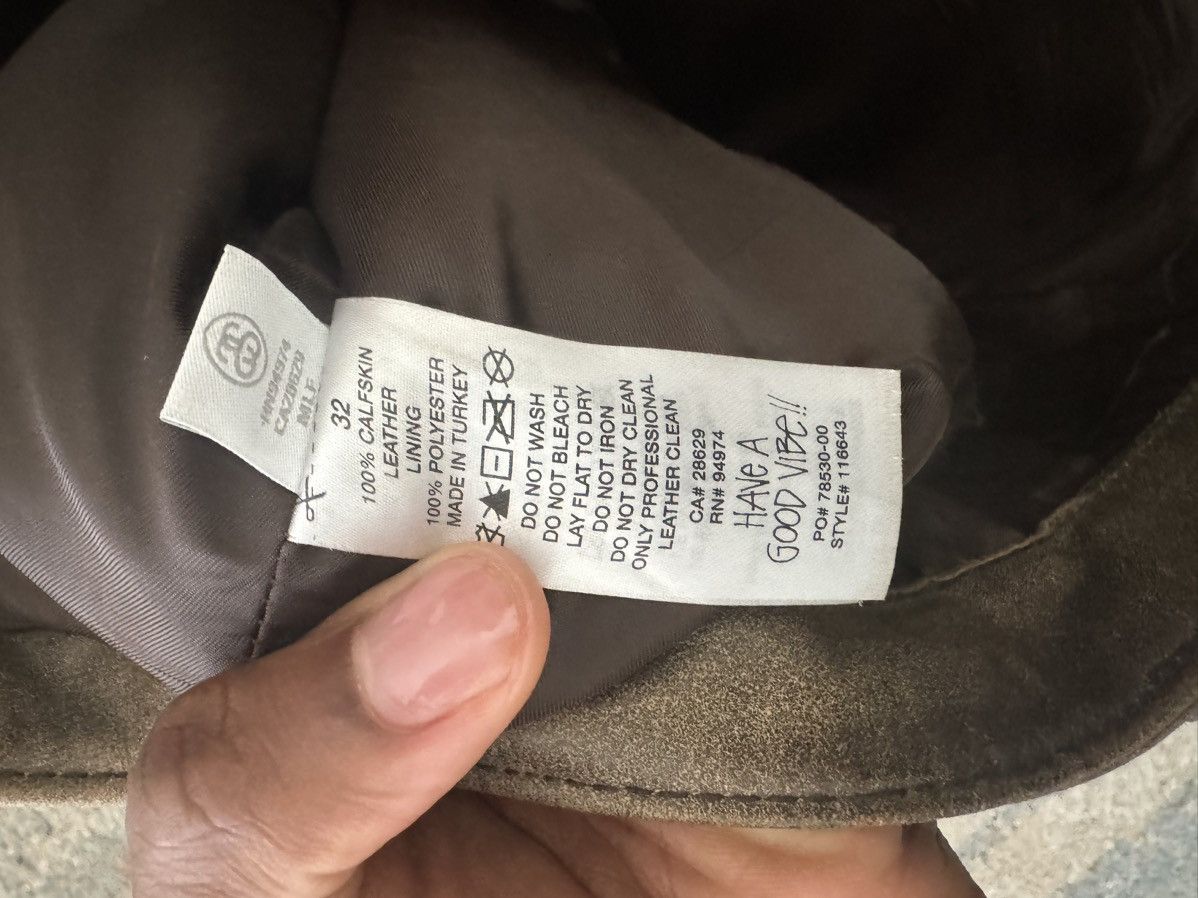 32
100% CALFSKIN
LEATHER
LINING
100% POLYESTER
MADE IN TURKEY
DO NOT WASH
DO NOT BLEACH
LAY FLAT TO DRY
DO NOT IRON
DO NOT DRY CLEAN
ONLY PROFESSIONAL
LEATHER CLEAN
CA# 28629
RN# 94974
HAVE A
GOOD VIBE!!
PO# 78530-00
STYLE# 116643